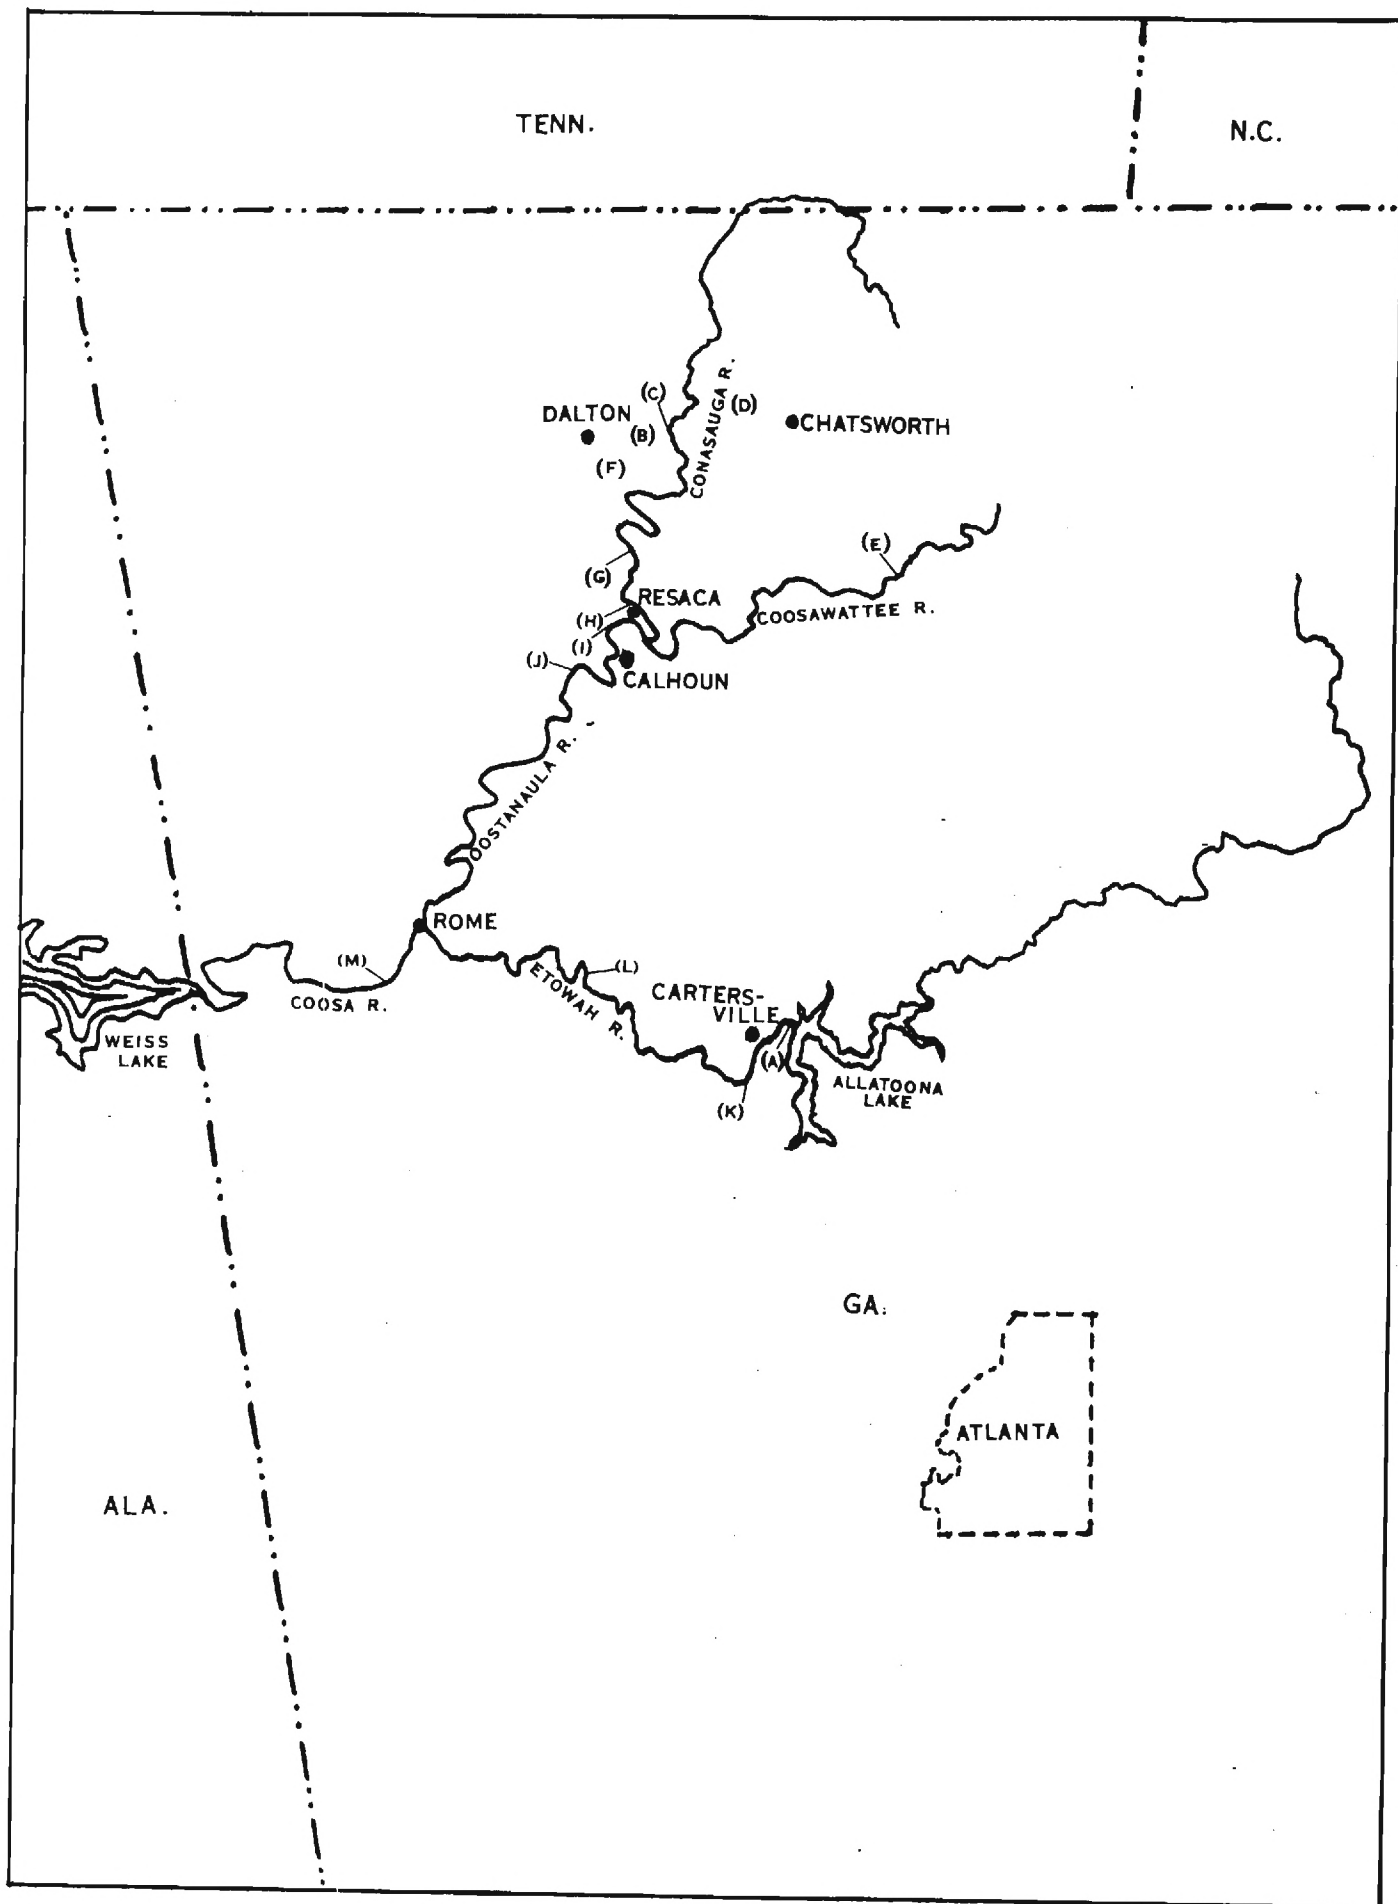 TENN.
N.C.
(C)
CONASAUGA R.
(D)
DALTON
(B)
CHATSWORTH
(F)
(E)
(G)
RESACA
(H)
COOSAWATTEE R.
(I)
(J)
CALHOUN
OOSTANAULA R.
ROME
(M)
(L)
COOSA R.
ETOWAH R.
CARTERS-
VILLE
WEISS
LAKE
(A)
ALLATOONA
LAKE
(K)
GA.
ATLANTA
ALA.